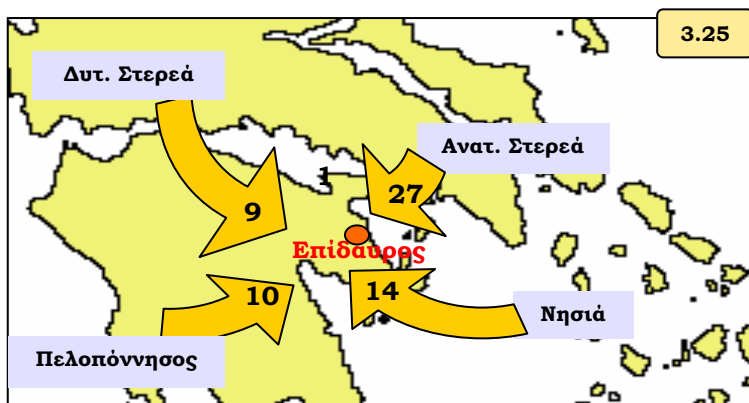 3.25
Δυτ. Στερεά
Ανατ. Στερεά
1
27
9
Επίδαυρος
10
14
Νησιά
Πελοπόννησος